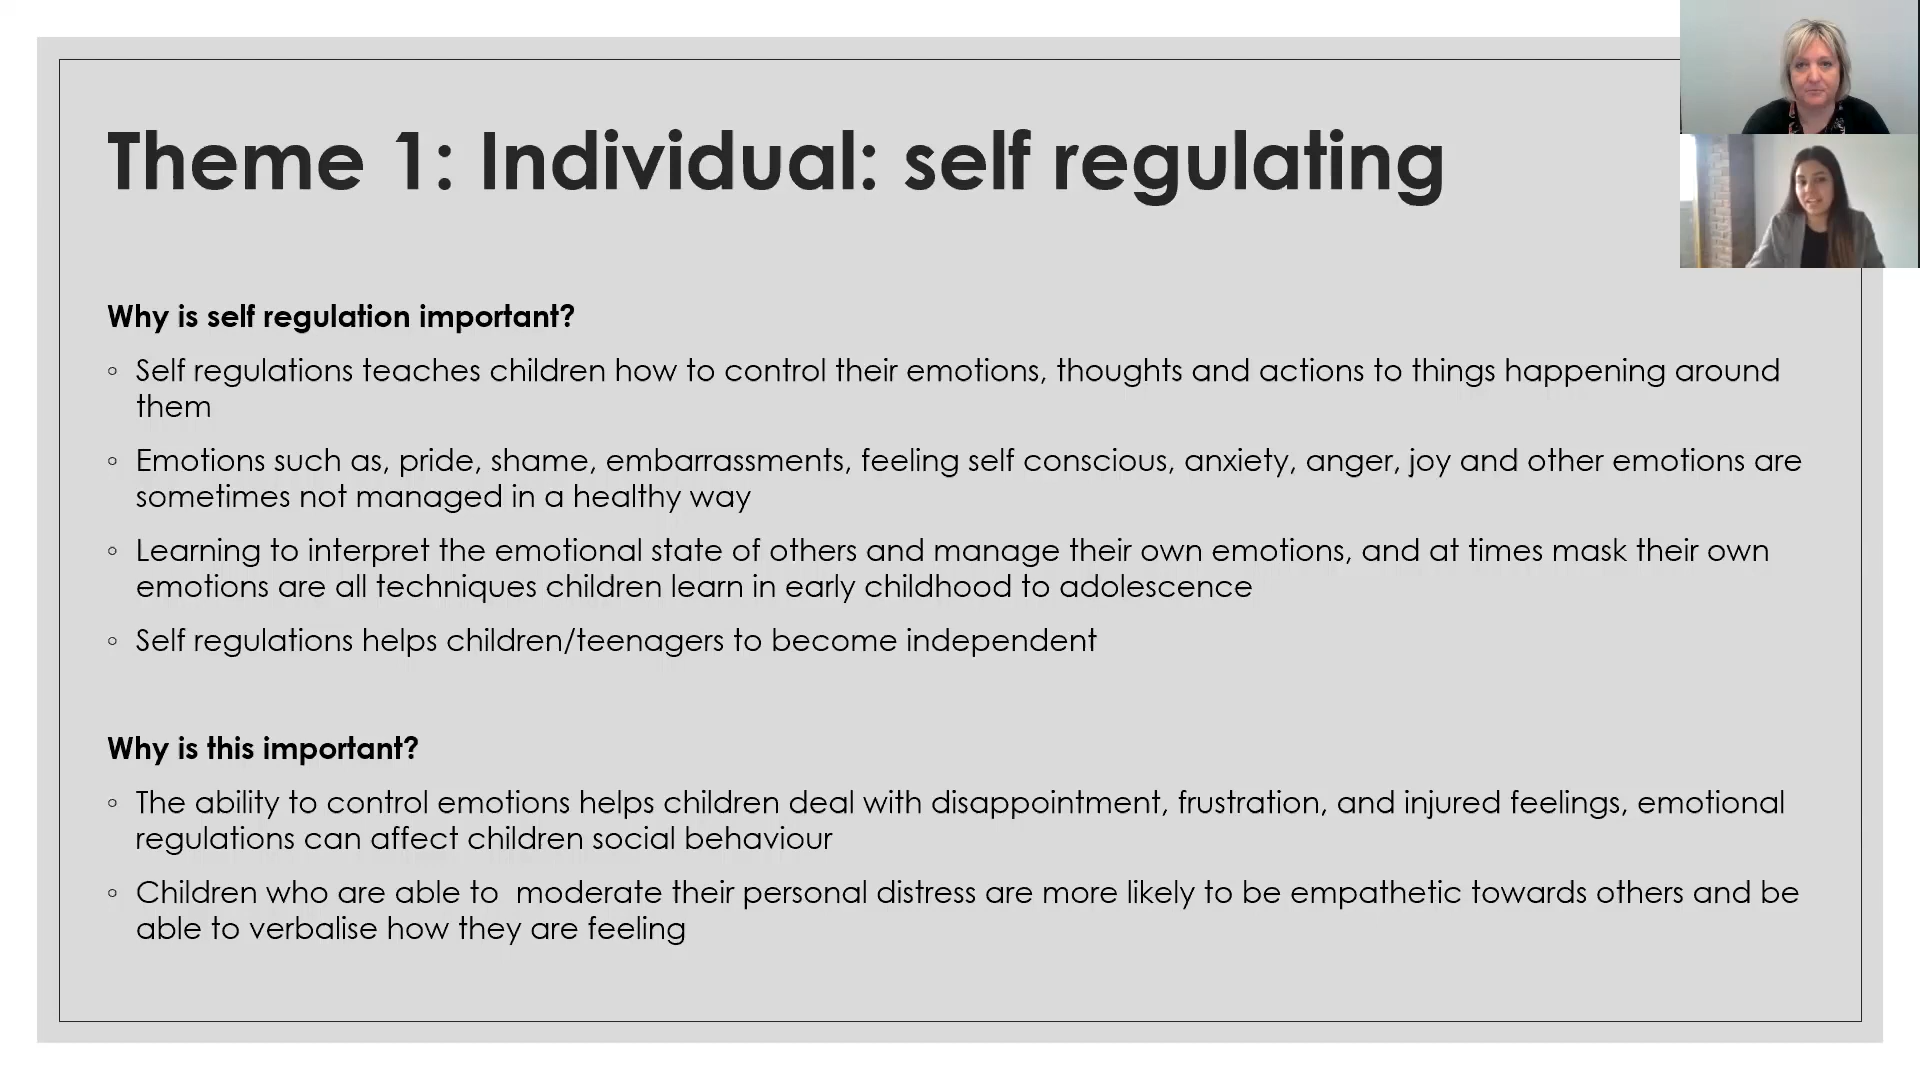 Theme 1: Individual: self regulating
Why is self regulation important?
◦ Self regulations teaches children how to control their emotions, thoughts and actions to things happening around
them
◦ Emotions such as, pride, shame, embarrassments, feeling self conscious, anxiety, anger, joy and other emotions are
sometimes not managed in a healthy way
◦ Learning to interpret the emotional state of others and manage their own emotions, and at times mask their own
emotions are all techniques children learn in early childhood to adolescence
◦ Self regulations helps children/teenagers to become independent
Why is this important?
◦ The ability to control emotions helps children deal with disappointment, frustration, and injured feelings, emotional
regulations can affect children social behaviour
◦ Children who are able to  moderate their personal distress are more likely to be empathetic towards others and be
able to verbalise how they are feeling